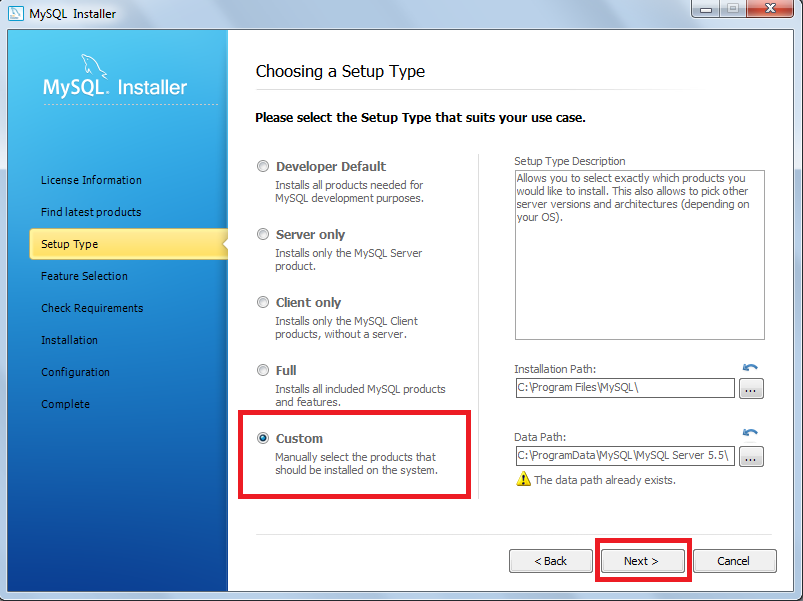 MySQL Installer
MySQL. Installer
License Information
Find latest products
Setup Type
Feature Selection
Check Requirements
Installation
Configuration
Complete
Choosing a Setup Type
Please select the Setup Type that suits your use case.
Developer Default
Installs all products needed for
MySQL development purposes.
Server only
Installs only the MySQL Server
product.
Client only
Installs only the MySQL Client
products, without a server.
Full
Installs all included MySQL products
and features.
Custom
Manually select the products that
should be installed on the system.
Setup Type Description
Allows you to select exactly which products you
would like to install. This also allows to pick other
server versions and architectures (depending on
your OS).
Installation Path:
C:\Program Files\MySQL\
...
Data Path:
C:\ProgramData\MySQL\MySQL Server 5.5\
...
The data path already exists.
< Back
Next >
Cancel